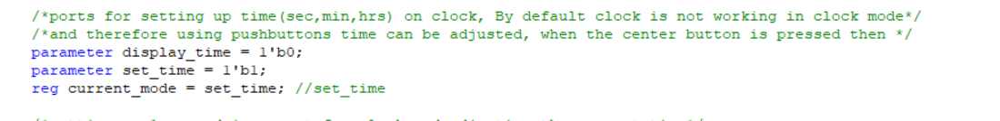 /*ports for setting up time(sec,min,hrs) on clock, By default clock is not working in clock mode*/
/*and therefore using pushbuttons time can be adjusted, when the center button is pressed then */
parameter display_time = 1'b0;
parameter set_time = 1'b1;
reg current_mode = set_time; //set_time